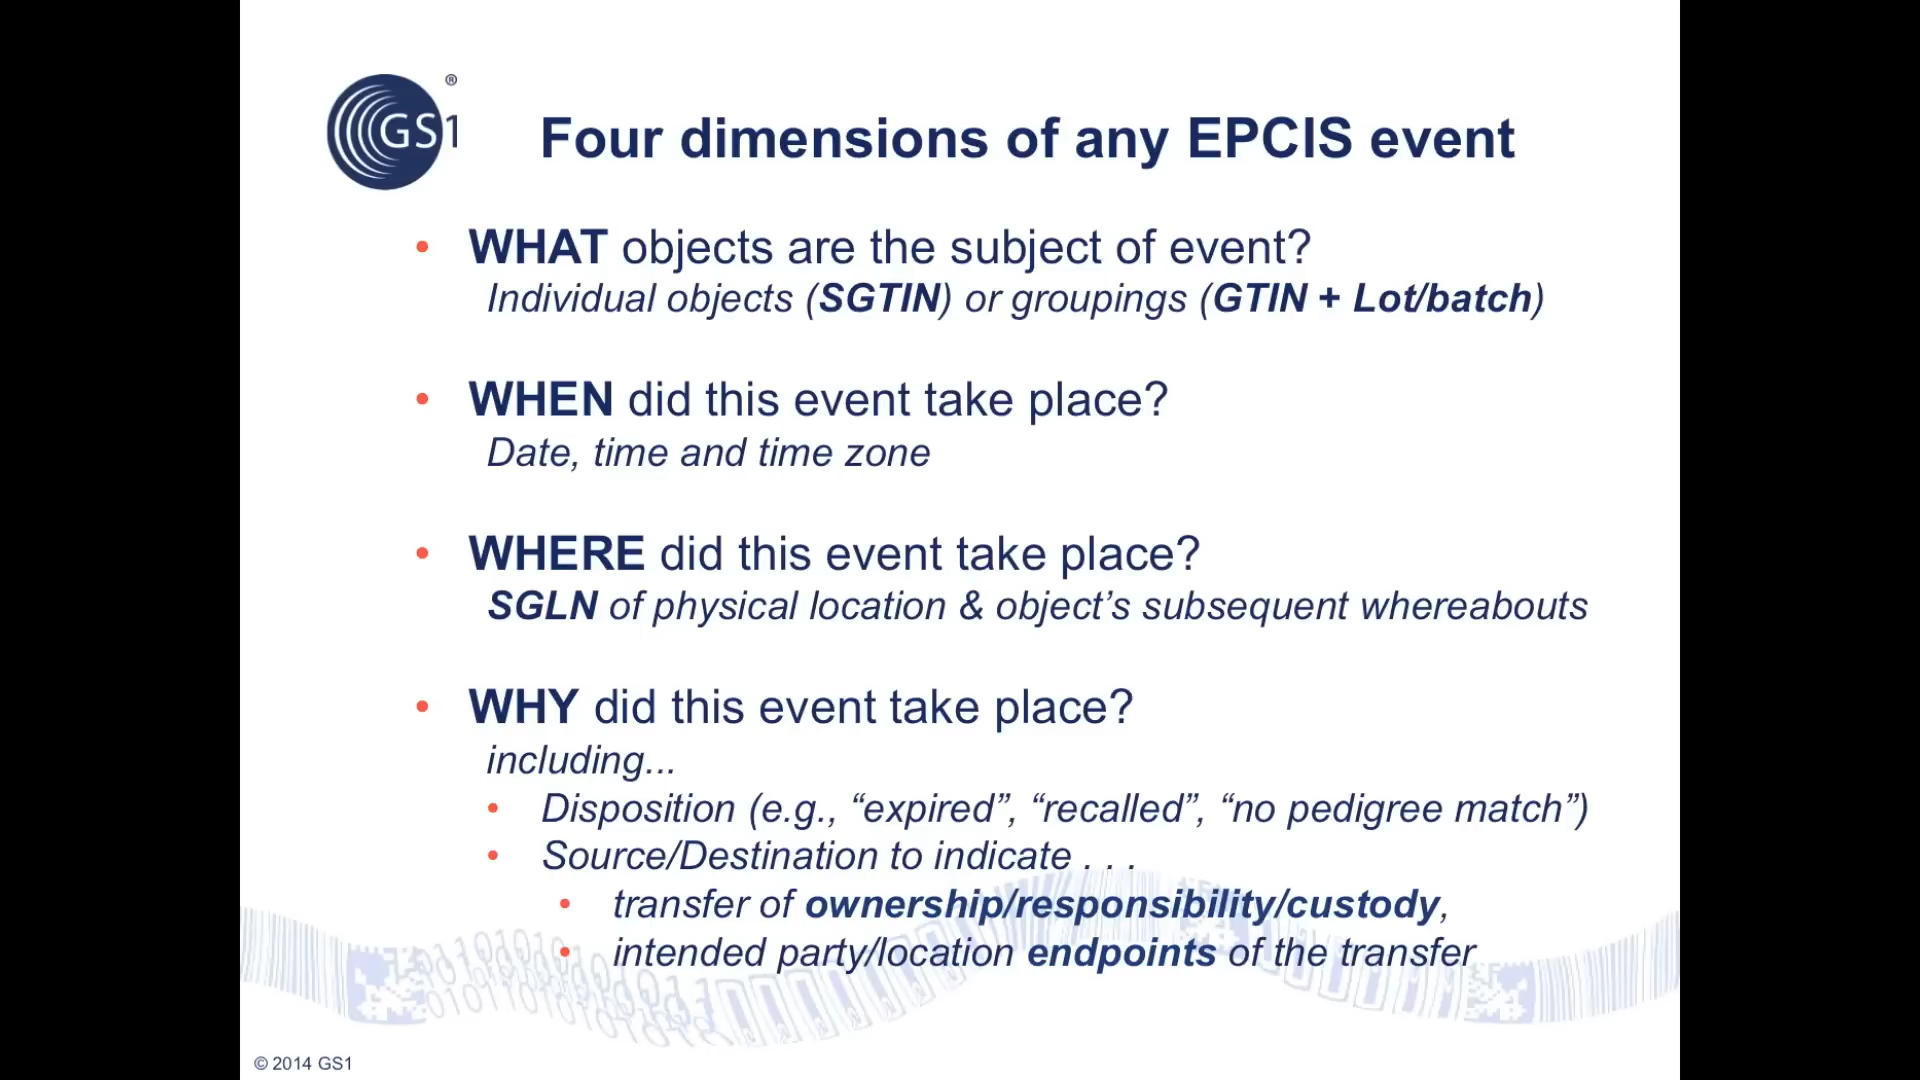 GS1 ®
Four dimensions of any EPCIS event
• WHAT objects are the subject of event?
Individual objects (SGTIN) or groupings (GTIN + Lot/batch)
• WHEN did this event take place?
Date, time and time zone
• WHERE did this event take place?
SGLN of physical location & object’s subsequent whereabouts
• WHY did this event take place?
including...
• Disposition (e.g., “expired”, “recalled”, “no pedigree match”)
• Source/Destination to indicate . . .
• transfer of ownership/responsibility/custody,
• intended party/location endpoints of the transfer
© 2014 GS1